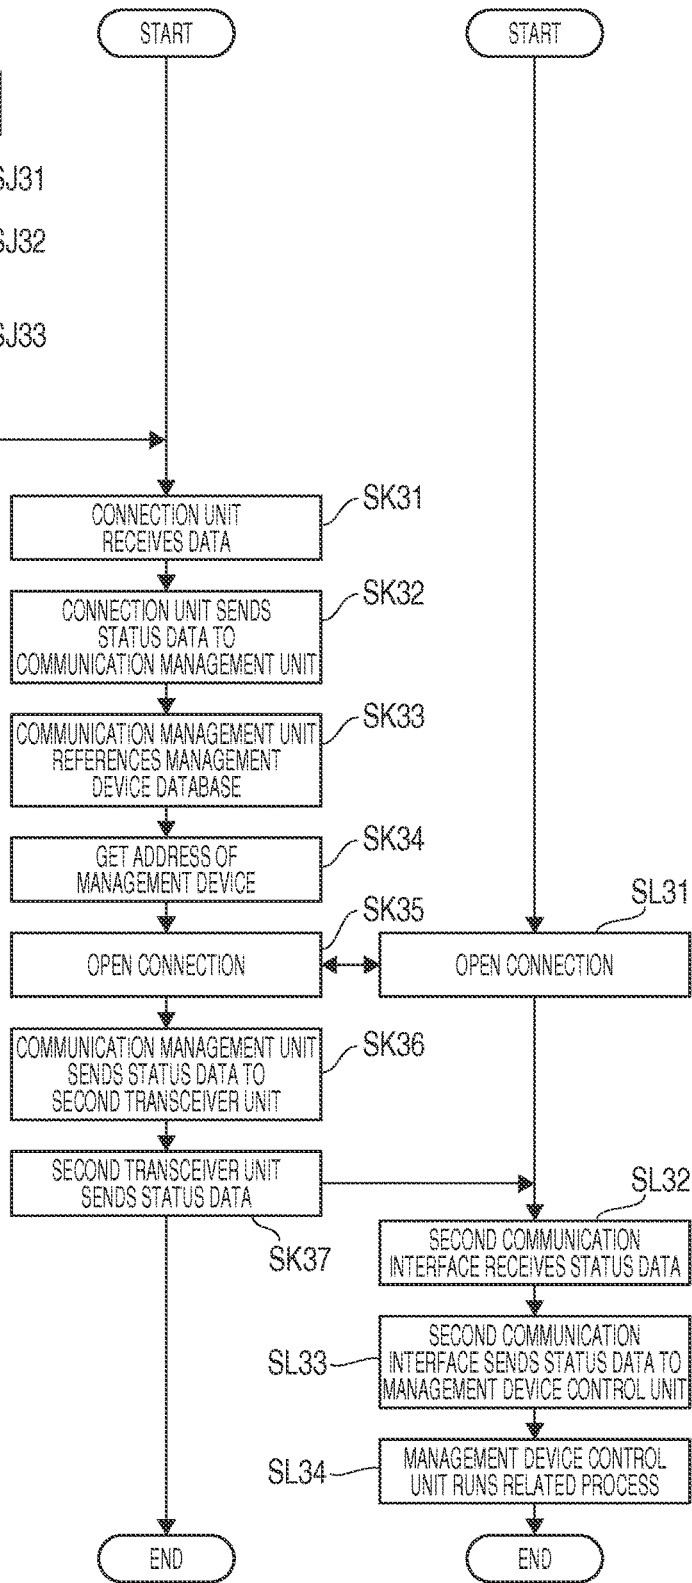 START
START
SJ31
SJ32
SJ33
CONNECTION UNIT
RECEIVES DATA
SK31
CONNECTION UNIT SENDS
STATUS DATA TO
COMMUNICATION MANAGEMENT UNIT
SK32
COMMUNICATION MANAGEMENT UNIT
REFERENCES MANAGEMENT
DEVICE DATABASE
SK33
GET ADDRESS OF
MANAGEMENT DEVICE
SK34
OPEN CONNECTION
SK35
OPEN CONNECTION
SL31
COMMUNICATION MANAGEMENT UNIT
SENDS STATUS DATA TO
SECOND TRANSCEIVER UNIT
SK36
SECOND TRANSCEIVER UNIT
SENDS STATUS DATA
SK37
SL32
SECOND COMMUNICATION
INTERFACE RECEIVES STATUS DATA
SL33
SECOND COMMUNICATION
INTERFACE SENDS STATUS DATA TO
MANAGEMENT DEVICE CONTROL UNIT
SL34
MANAGEMENT DEVICE CONTROL
UNIT RUNS RELATED PROCESS
END
END